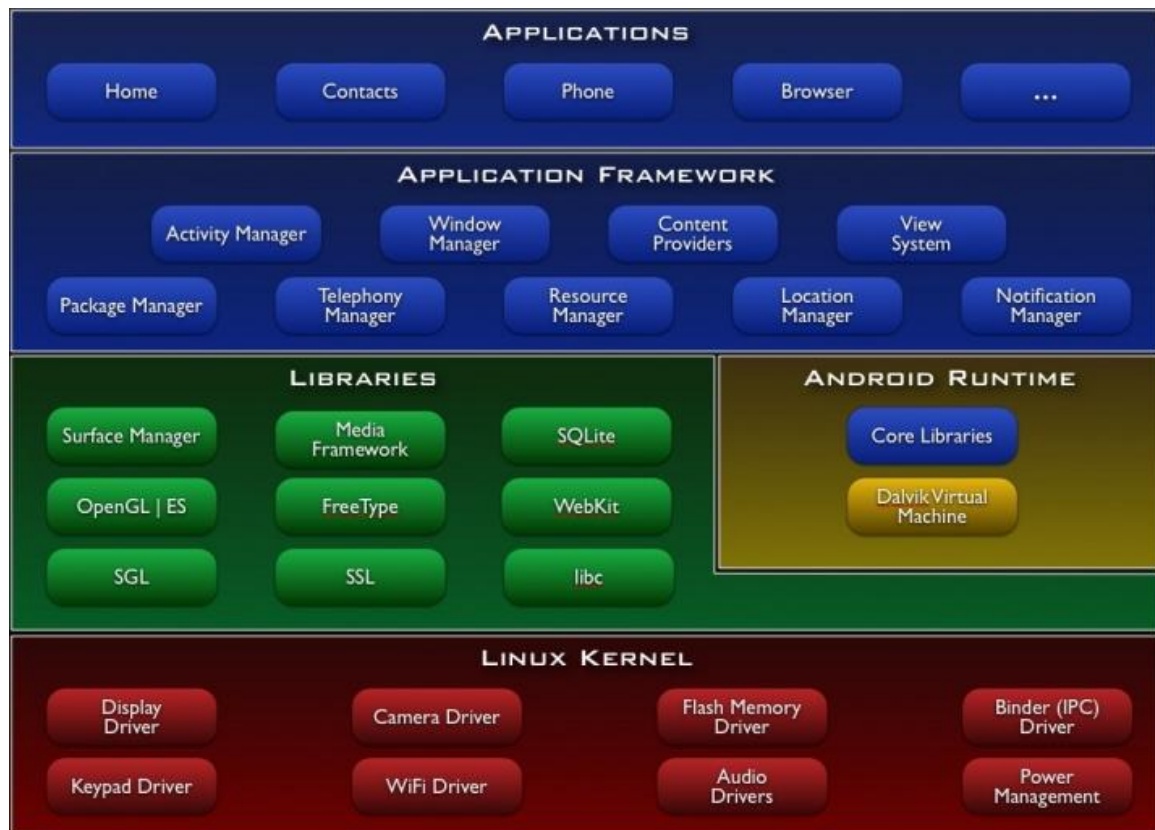 APPLICATIONS
Home
Contacts
Phone
Browser
...
APPLICATION FRAMEWORK
Activity Manager
Window
Manager
Content
Providers
View
System
Package Manager
Telephony
Manager
Resource
Manager
Location
Manager
Notification
Manager
LIBRARIES
Surface Manager
Media
Framework
SQLite
OpenGL | ES
FreeType
WebKit
SGL
SSL
libc
ANDROID RUNTIME
Core Libraries
Dalvik Virtual
Machine
LINUX KERNEL
Display
Driver
Camera Driver
Flash Memory
Driver
Binder (IPC)
Driver
Keypad Driver
WiFi Driver
Audio
Drivers
Power
Management